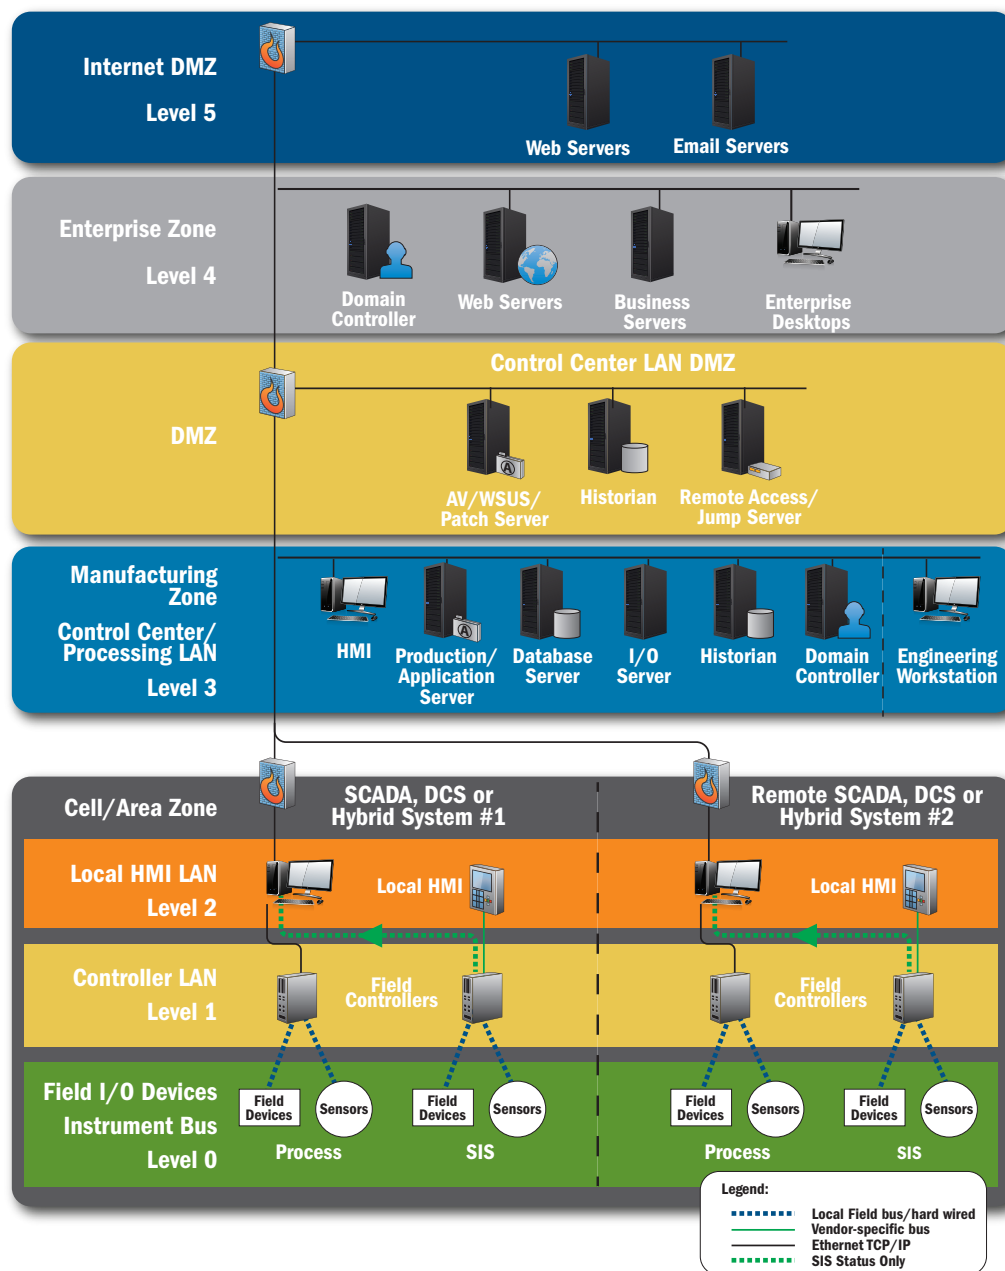 Internet DMZ
Level 5
Web Servers
Email Servers
Enterprise Zone
Level 4
Domain
Controller
Web Servers
Business
Servers
Enterprise
Desktops
Control Center LAN DMZ
DMZ
A
AV/WSUS/
Patch Server
Historian
Remote Access/
Jump Server
Manufacturing
Zone
Control Center/
Processing LAN
Level 3
HMI
A
Production/
Application
Server
Database
Server
I/O
Server
Historian
Domain
Controller
Engineering
Workstation
Cell/Area Zone
SCADA, DCS or
Hybrid System #1
Remote SCADA, DCS or
Hybrid System #2
Local HMI LAN
Level 2
Local HMI
Local HMI
Controller LAN
Level 1
Field
Controllers
Field
Controllers
Field I/O Devices
Instrument Bus
Level 0
Field
Devices
Sensors
Field
Devices
Sensors
Field
Devices
Sensors
Field
Devices
Sensors
Process
SIS
Process
SIS
Legend:
Local Field bus/hard wired
Vendor-specific bus
Ethernet TCP/IP
SIS Status Only